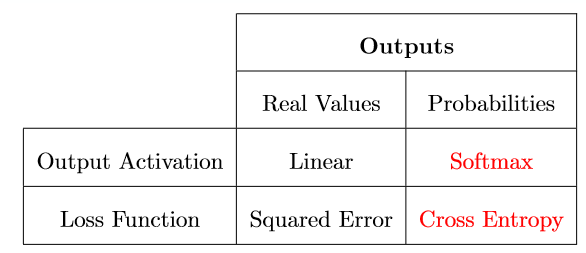 Outputs
Real Values Probabilities
Output Activation Linear Softmax
Loss Function Squared Error Cross Entropy